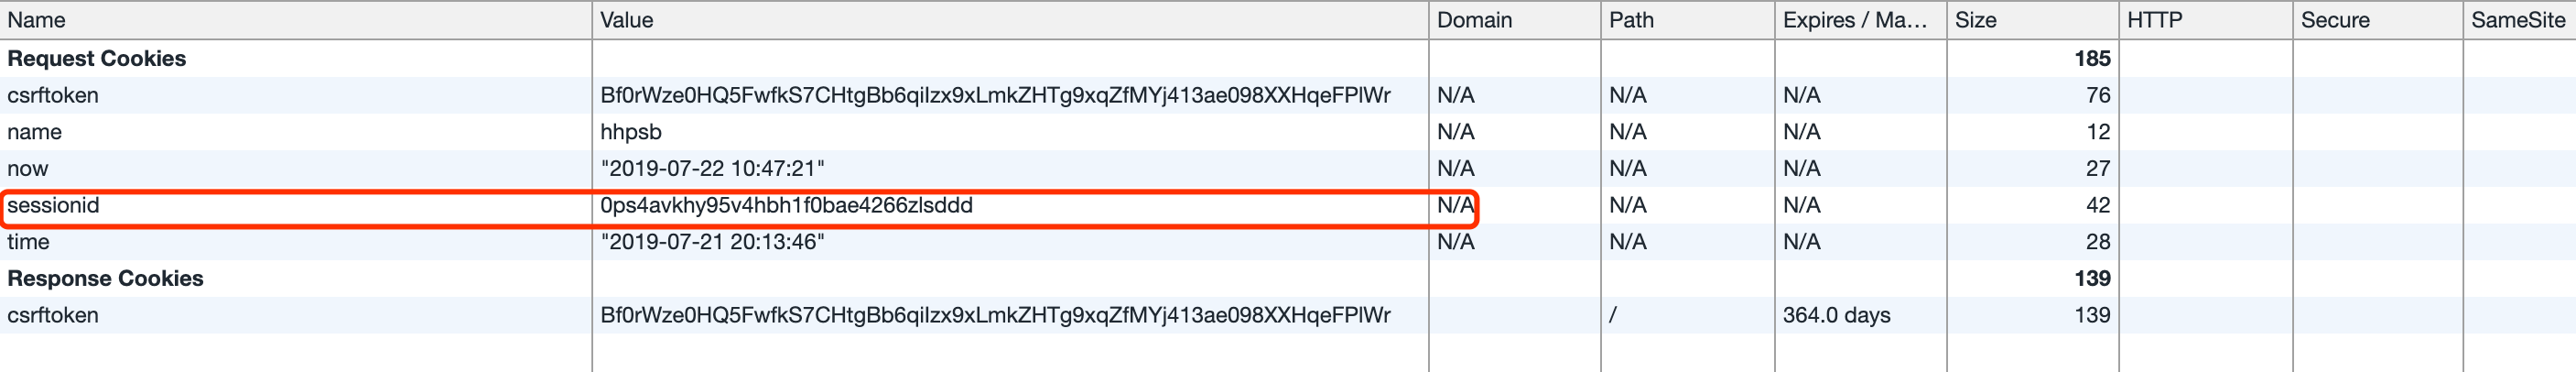 Name Value Domain Path Expires / Ma... Size HTTP Secure SameSite
Request Cookies 185
csrftoken Bf0rWze0HQ5FwfkS7CHtgBb6qiIzx9xLmkZHTg9xqZfMYj413ae098XXHqeFPlWr N/A N/A N/A 76
name hhpsb N/A N/A N/A 12
now "2019-07-22 10:47:21" N/A N/A N/A 27
sessionid 0ps4avkhy95v4hbh1f0bae4266zlsddd N/A N/A N/A 42
time "2019-07-21 20:13:46" N/A N/A N/A 28
Response Cookies 139
csrftoken Bf0rWze0HQ5FwfkS7CHtgBb6qiIzx9xLmkZHTg9xqZfMYj413ae098XXHqeFPlWr / 364.0 days 139